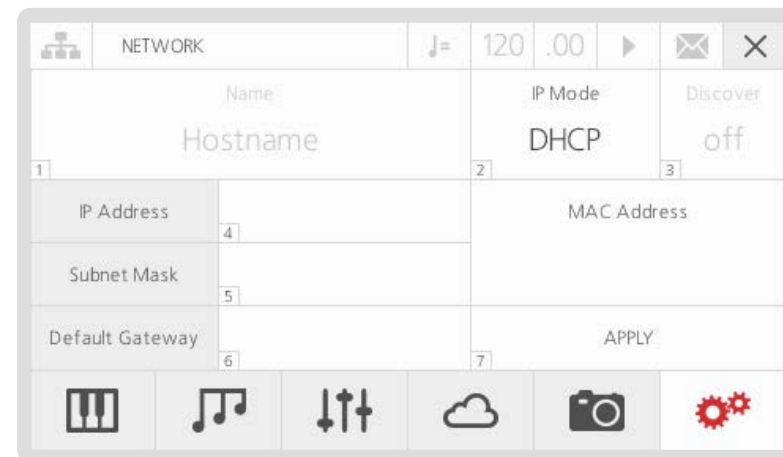 NETWORK
♩= 120 .00
Name
Hostname
1
IP Mode
DHCP
2
Discover
off
3
IP Address
4
MAC Address
Subnet Mask
5
Default Gateway
6
APPLY
7